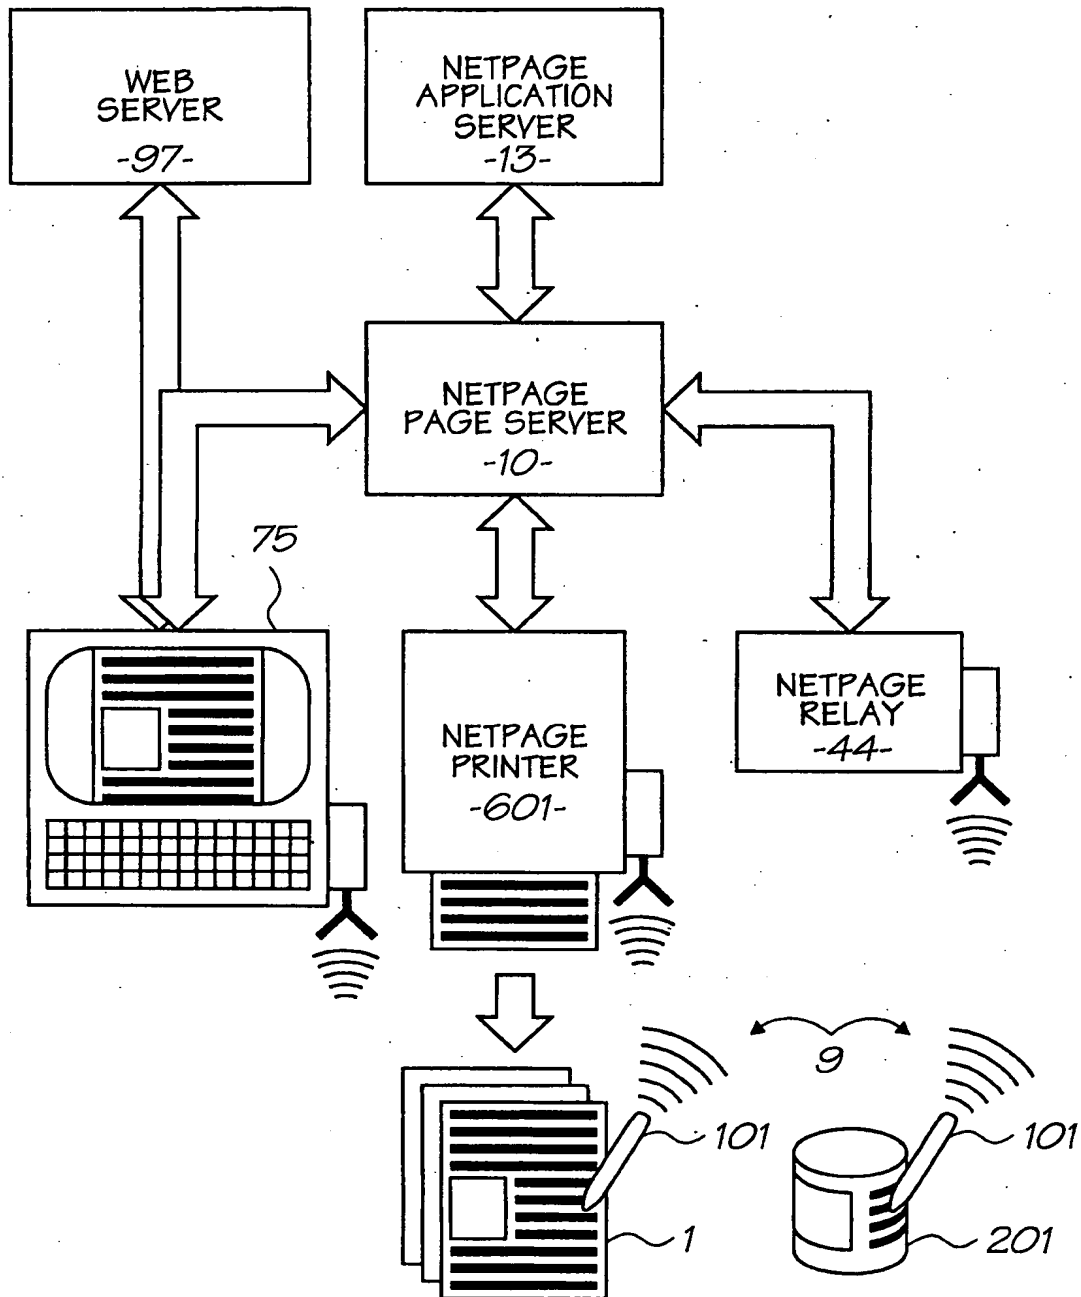 WEB
SERVER
-97-
NETPAGE
APPLICATION
SERVER
-13-
NETPAGE
PAGE SERVER
-10-
75
NETPAGE
PRINTER
-601-
NETPAGE
RELAY
-44-
9
101
101
1
201